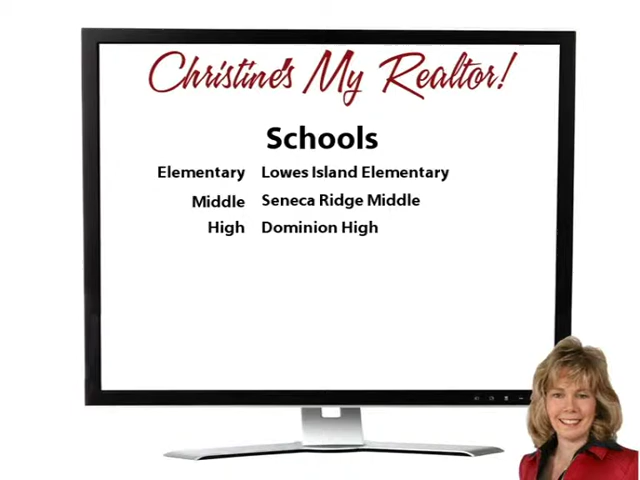 Christine's My Realtor!
Schools
Elementary Lowes Island Elementary
Middle Seneca Ridge Middle
High Dominion High